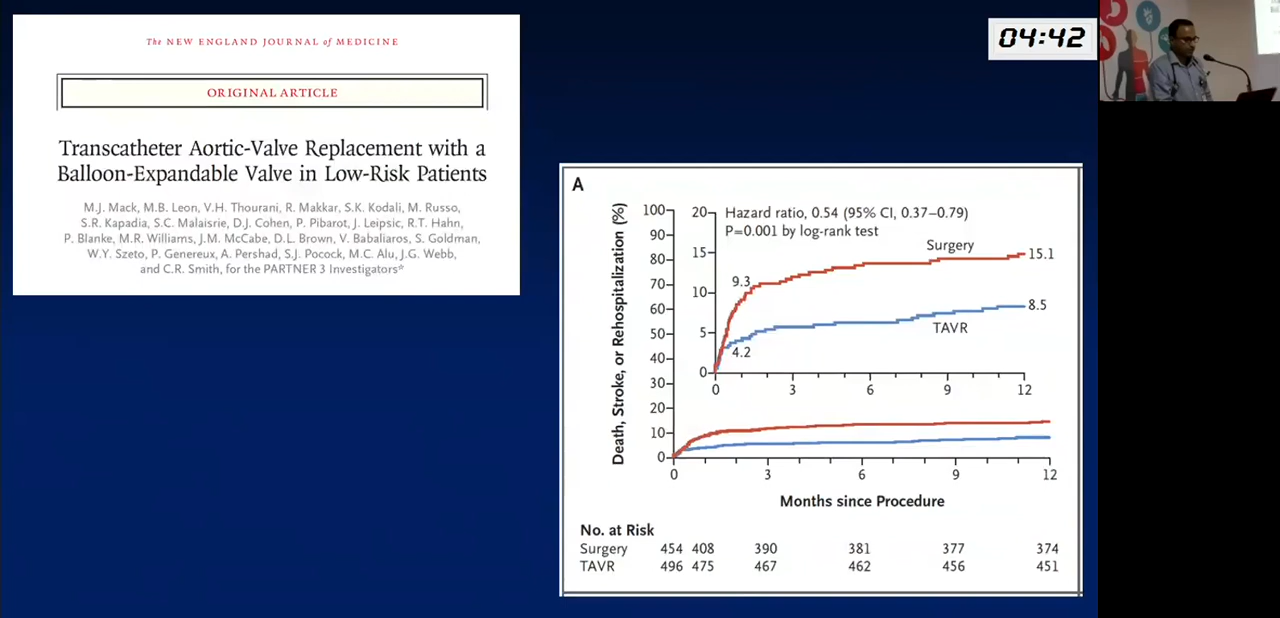 The NEW ENGLAND JOURNAL of MEDICINE
ORIGINAL ARTICLE
Transcatheter Aortic-Valve Replacement with a
Balloon-Expandable Valve in Low-Risk Patients
M.J. Mack, M.B. Leon, V.H. Thourani, R. Makkar, S.K. Kodali, M. Russo,
S.R. Kapadia, S.C. Malaisrie, D.J. Cohen, P. Pibarot, J. Leipsic, R.T. Hahn,
P. Blanke, M.R. Williams, J.M. McCabe, D.L. Brown, V. Babaliaros, S. Goldman,
W.Y. Szeto, P. Genereux, A. Pershad, S.J. Pocock, M.C. Alu, J.G. Webb,
and C.R. Smith, for the PARTNER 3 Investigators*
04:42
A
Death, Stroke, or Rehospitalization (%)
100
90
80
70
60
50
40
30
20
10
0
20
15
10
5
0
Hazard ratio, 0.54 (95% CI, 0.37–0.79)
P=0.001 by log-rank test
Surgery
15.1
9.3
8.5
TAVR
4.2
0 3 6 9 12
0 3 6 9 12
Months since Procedure
No. at Risk
Surgery 454 408 390 381 377 374
TAVR 496 475 467 462 456 451